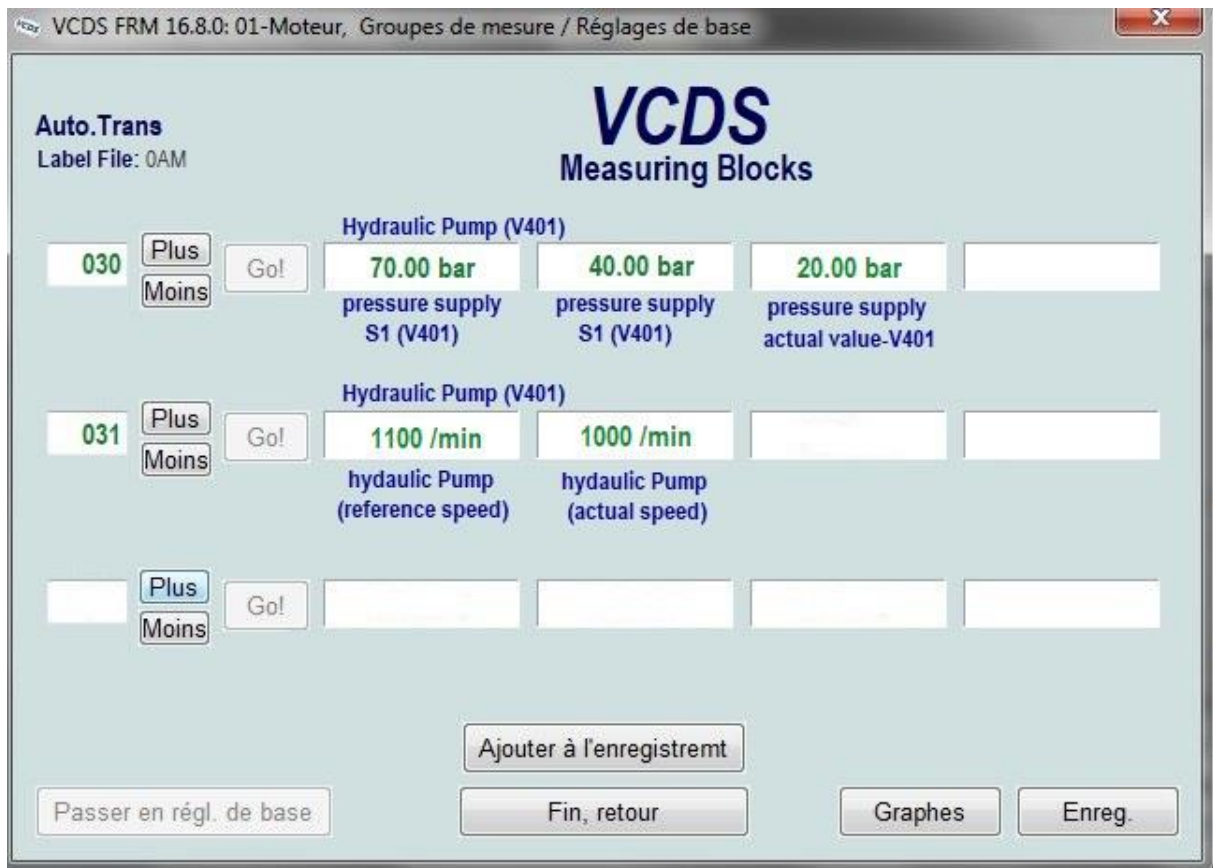 VCDS FRM 16.8.0: 01-Moteur, Groupes de mesure / Réglages de base
Auto.Trans
Label File: 0AM
VCDS
Measuring Blocks
Hydraulic Pump (V401)
030 Plus Moins Go! 70.00 bar 40.00 bar 20.00 bar
pressure supply pressure supply pressure supply
S1 (V401) S1 (V401) actual value-V401
Hydraulic Pump (V401)
031 Plus Moins Go! 1100 /min 1000 /min
hydaulic Pump hydaulic Pump
(reference speed) (actual speed)
Plus Moins Go!
Ajouter à l'enregistremt
Passer en régl. de base Fin, retour Graphes Enreg.